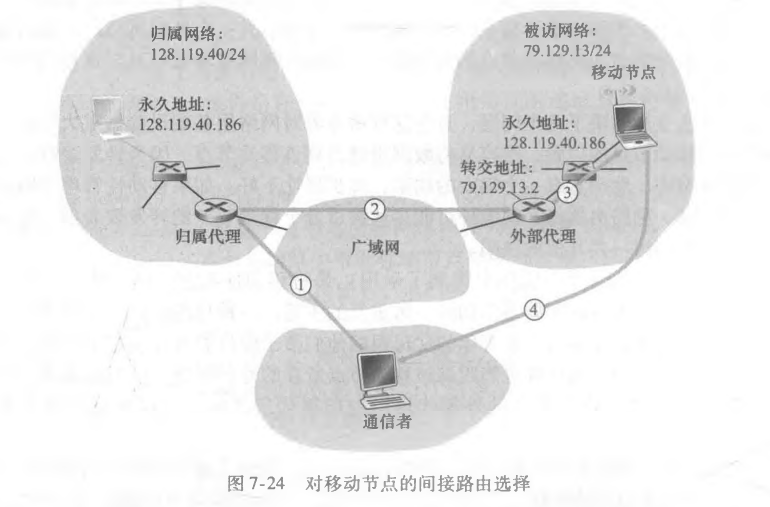 归属网络：
128.119.40/24
永久地址：
128.119.40.186
归属代理
被访网络：
79.129.13/24
移动节点
永久地址：
128.119.40.186
转交地址：
79.129.13.2
③
②
外部代理
广域网
①
④
通信者
图 7-24 对移动节点的间接路由选择